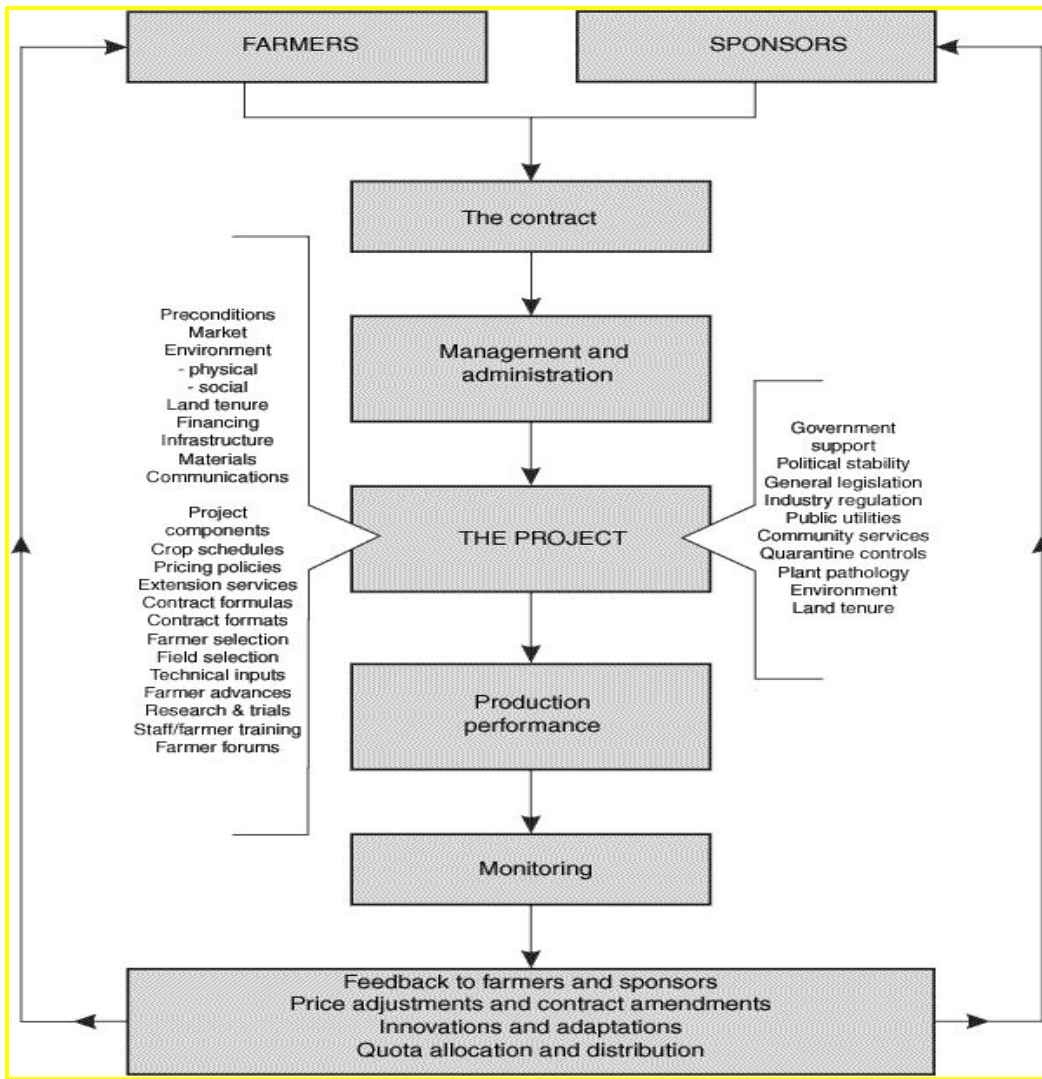 FARMERS
SPONSORS
The contract
Management and
administration
Preconditions
Market
Environment
- physical
- social
Land tenure
Financing
Infrastructure
Materials
Communications
Project
components
Crop schedules
Pricing policies
Extension services
Contract formulas
Contract formats
Farmer selection
Field selection
Technical inputs
Farmer advances
Research & trials
Staff/farmer training
Farmer forums
THE PROJECT
Government
support
Political stability
General legislation
Industry regulation
Public utilities
Community services
Quarantine controls
Plant pathology
Environment
Land tenure
Production
performance
Monitoring
Feedback to farmers and sponsors
Price adjustments and contract amendments
Innovations and adaptations
Quota allocation and distribution